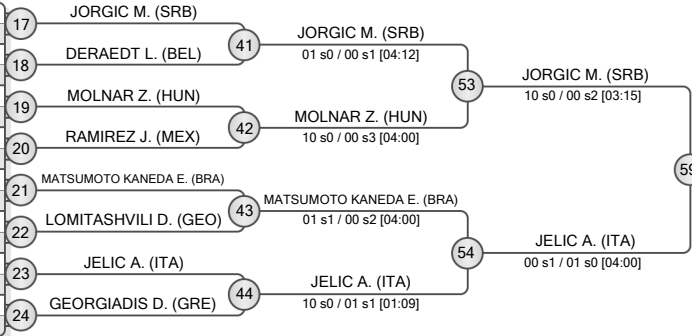 17
JORGIC M. (SRB)
18
DERAEDT L. (BEL)
41
JORGIC M. (SRB)
01 s0 / 00 s1 [04:12]
19
MOLNAR Z. (HUN)
20
RAMIREZ J. (MEX)
42
MOLNAR Z. (HUN)
10 s0 / 00 s3 [04:00]
53
JORGIC M. (SRB)
10 s0 / 00 s2 [03:15]
21
MATSUMOTO KANEDA E. (BRA)
22
LOMITASHVILI D. (GEO)
43
MATSUMOTO KANEDA E. (BRA)
01 s1 / 00 s2 [04:00]
23
JELIC A. (ITA)
24
GEORGIADIS D. (GRE)
44
JELIC A. (ITA)
10 s0 / 01 s1 [01:09]
54
JELIC A. (ITA)
00 s1 / 01 s0 [04:00]
59